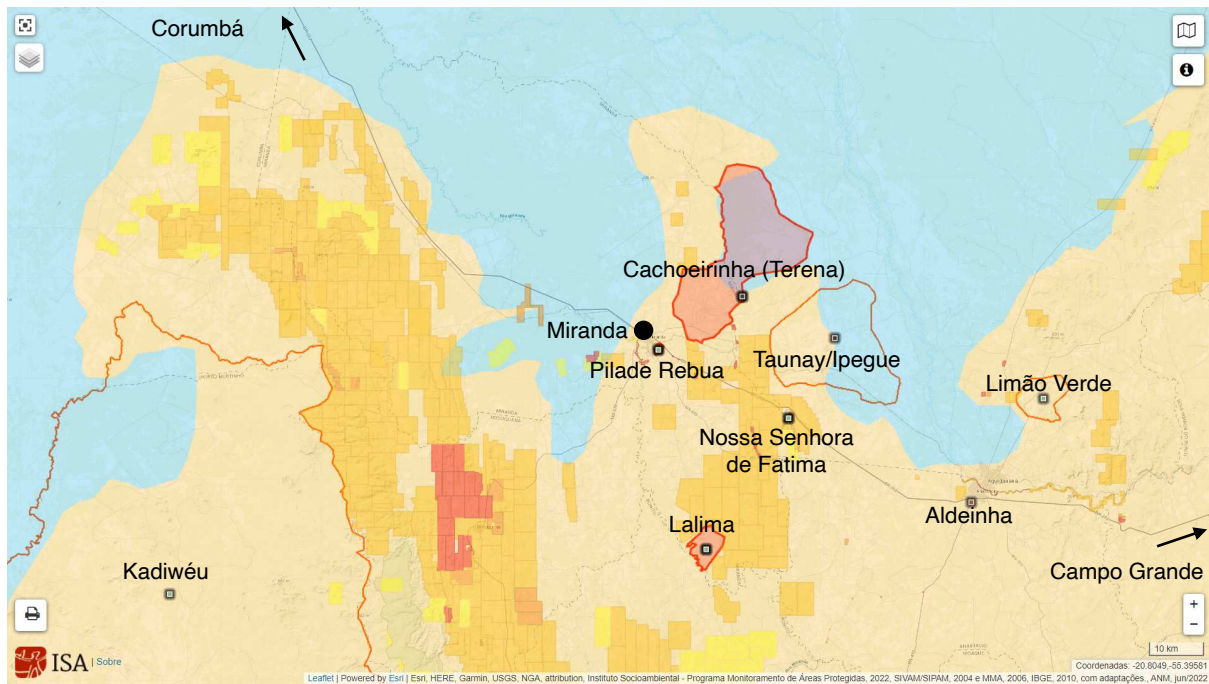 Corumbá
Cachoeirinha (Terena)
Miranda
Pilade Rebua
Taunay/Ipegue
Limão Verde
Nossa Senhora
de Fatima
Aldeinha
Lalima
Kadiwéu
Campo Grande
+
−
10 km
ISA | Sobre
Coordenadas: -20.8049,-55.39581
Leaflet | Powered by Esri | Esri, HERE, Garmin, USGS, NGA, attribution, Instituto Socioambiental - Programa Monitoramento de Áreas Protegidas, 2022, SIVAM/SIPAM, 2004 e MMA, 2006, IBGE, 2010, com adaptações., ANM, jun/2022